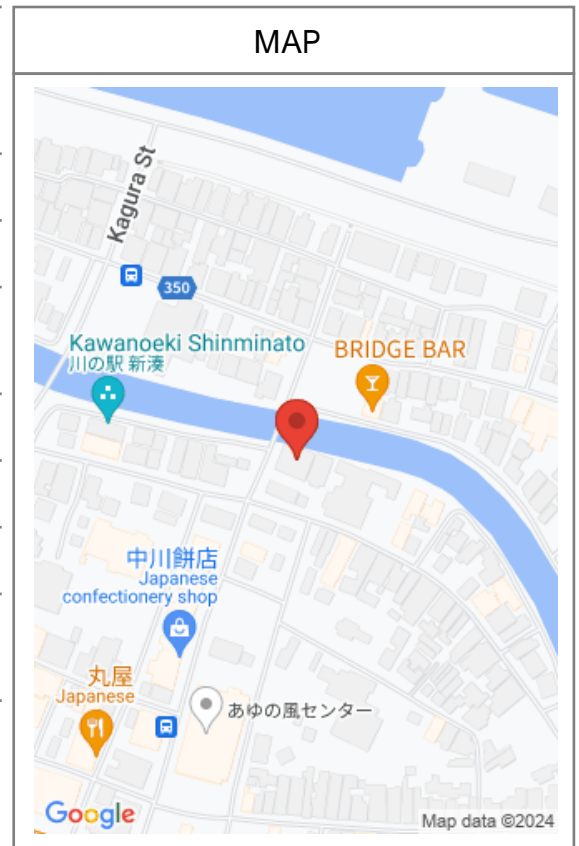 MAP
Kagura St
350
Kawanoeki Shinminato
川の駅 新湊
BRIDGE BAR
中川餅店
Japanese
confectionery shop
丸屋
Japanese
あゆの風センター
Google
Map data ©2024